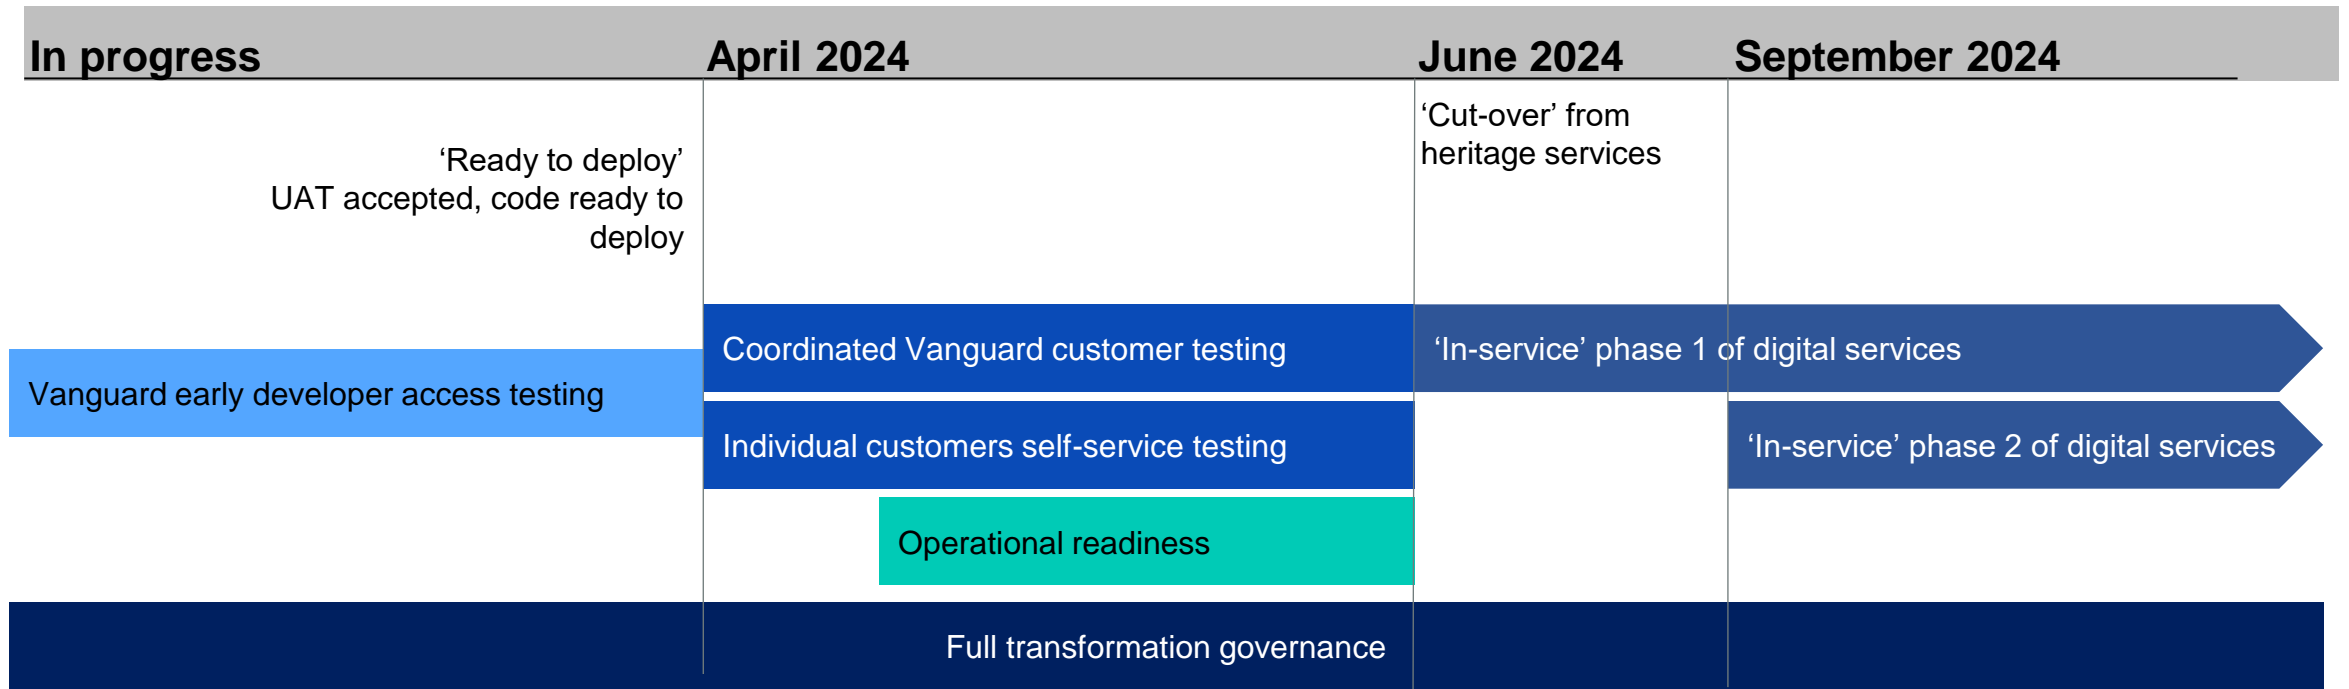 In progress
April 2024
June 2024
September 2024
‘Ready to deploy’
UAT accepted, code ready to
deploy
‘Cut-over’ from
heritage services
Vanguard early developer access testing
Coordinated Vanguard customer testing
‘In-service’ phase 1 of digital services
Individual customers self-service testing
‘In-service’ phase 2 of digital services
Operational readiness
Full transformation governance